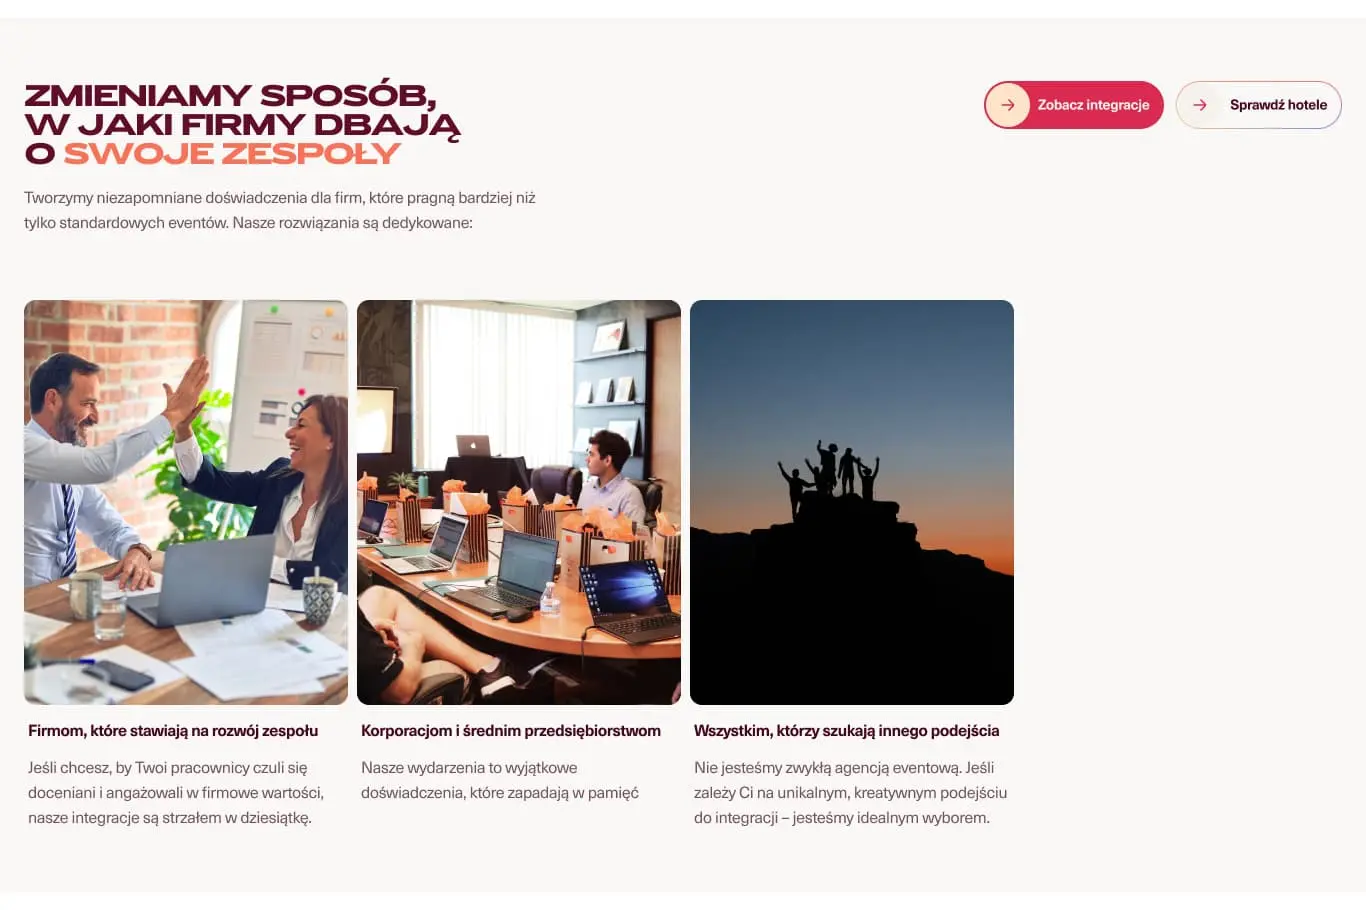 ZMIENIAMY SPOSÓB,
W JAKI FIRMY DBAJĄ
O SWOJE ZESPOŁY
Zobacz integracje
Sprawdź hotele
Tworzymy niezapomniane doświadczenia dla firm, które pragną bardziej niż
tylko standardowych eventów. Nasze rozwiązania są dedykowane:
Firmom, które stawiają na rozwój zespołu
Jeśli chcesz, by Twoi pracownicy czuli się
doceniani i angażowali w firmowe wartości,
nasze integracje są strzałem w dziesiątkę.
Korporacjom i średnim przedsiębiorstwom
Nasze wydarzenia to wyjątkowe
doświadczenia, które zapadają w pamięć
Wszystkim, którzy szukają innego podejścia
Nie jesteśmy zwykłą agencją eventową. Jeśli
zależy Ci na unikalnym, kreatywnym podejściu
do integracji – jesteśmy idealnym wyborem.